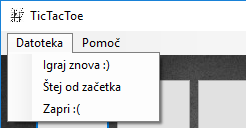 TicTacToe
Datoteka Pomoč
Igraj znova :)
Štej od začetka
Zapri :(